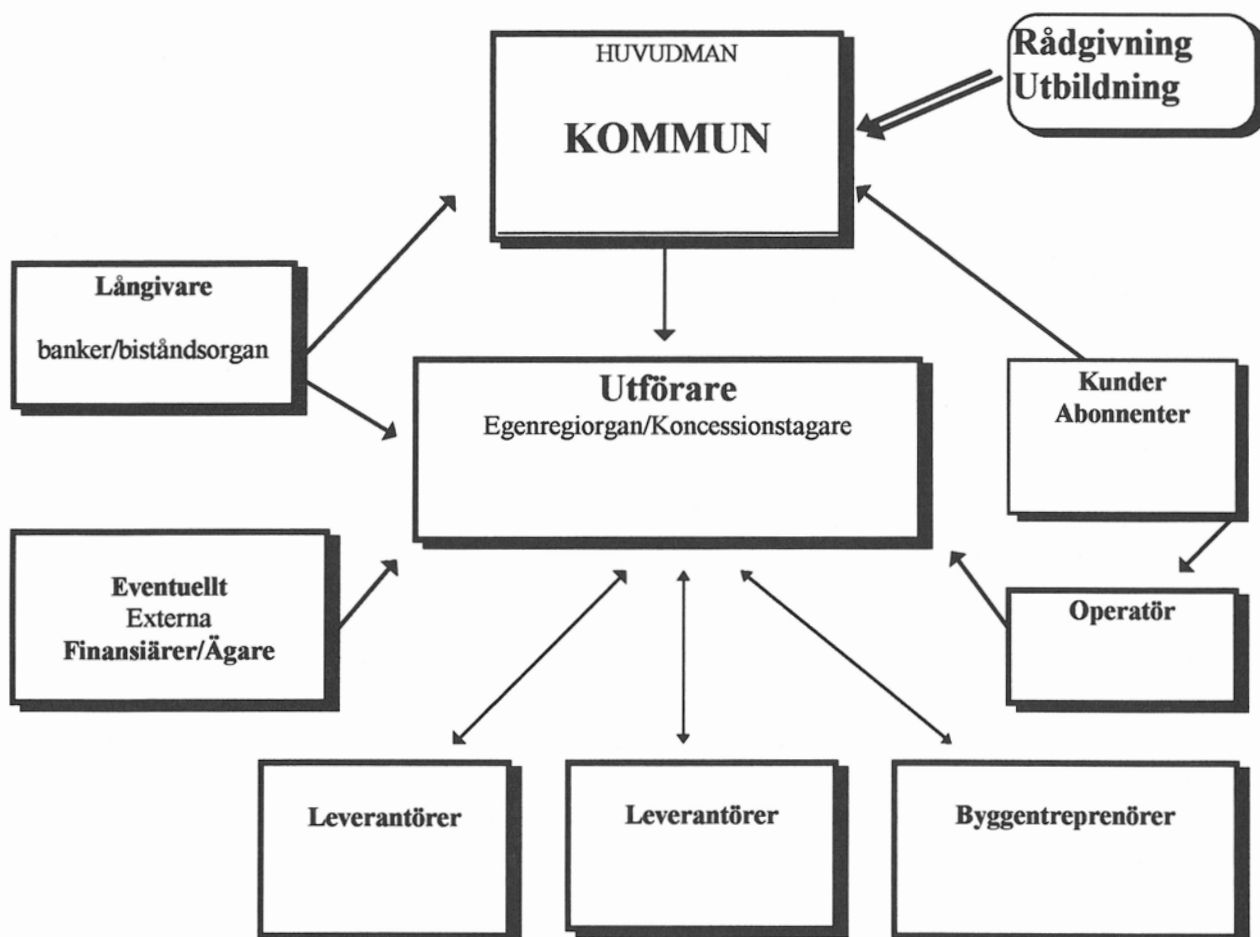 HUVUDMAN
KOMMUN
Rådgivning
Utbildning
Långivare
banker/biståndsorgan
Utförare
Egenregiorgan/Koncessionstagare
Kunder
Abonnenter
Eventuellt
Externa
Finansiärer/Ägare
Operatör
Leverantörer
Leverantörer
Byggentreprenörer